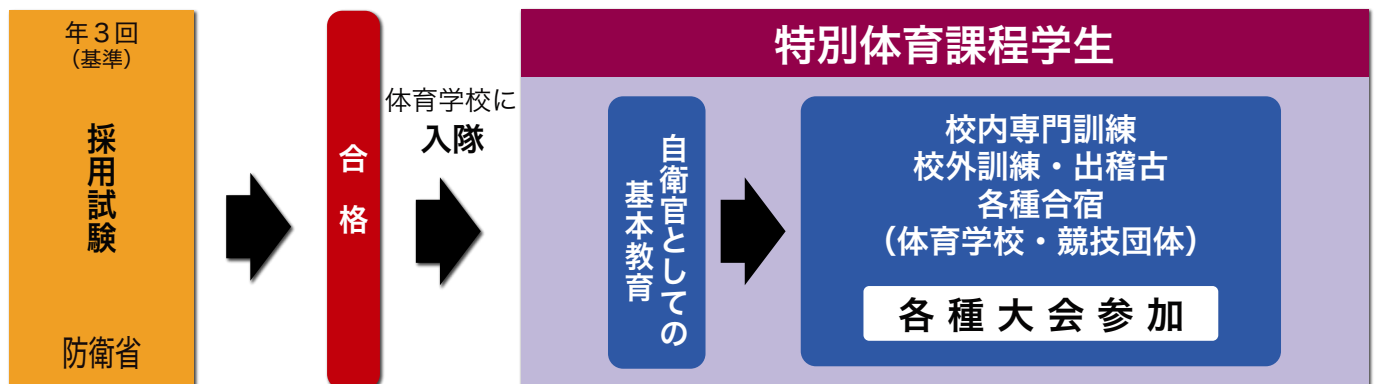 年３回
（基準）
採用試験
防衛省
合格
体育学校に
入隊
特別体育課程学生
自衛官としての
基本教育
校内専門訓練
校外訓練・出稽古
各種合宿
（体育学校・競技団体）
各種大会参加